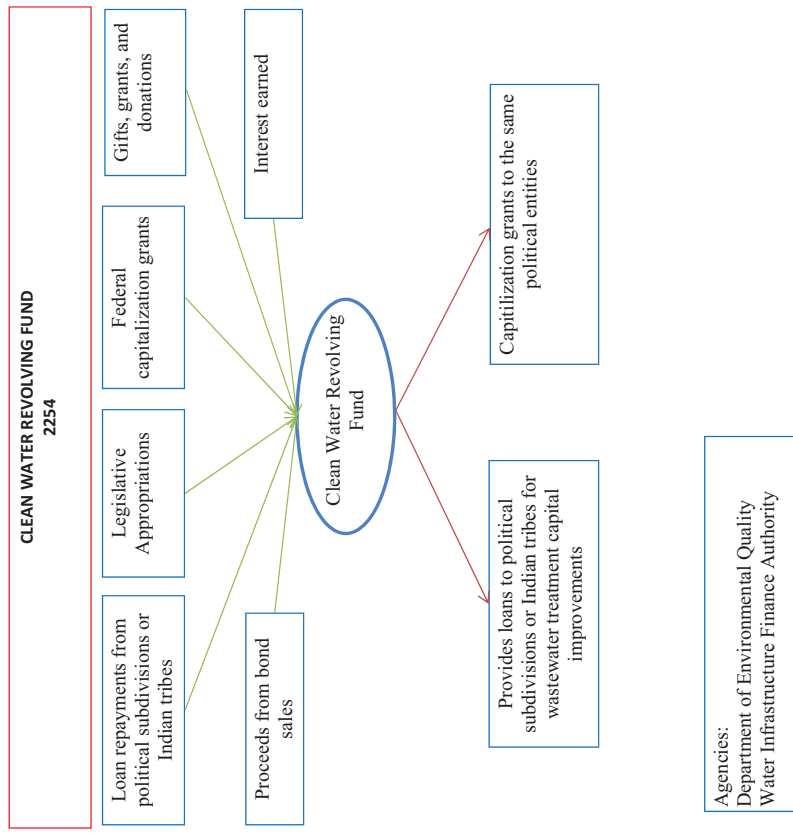 CLEAN WATER REVOLVING FUND
2254
Loan repayments from
political subdivisions or
Indian tribes
Legislative
Appropriations
Federal
capitalization grants
Gifts, grants, and
donations
Proceeds from bond
sales
Interest earned
Clean Water Revolving
Fund
Provides loans to political
subdivisions or Indian tribes for
wastewater treatment capital
improvements
Capitilization grants to the same
political entities
Agencies:
Department of Environmental Quality
Water Infrastructure Finance Authority